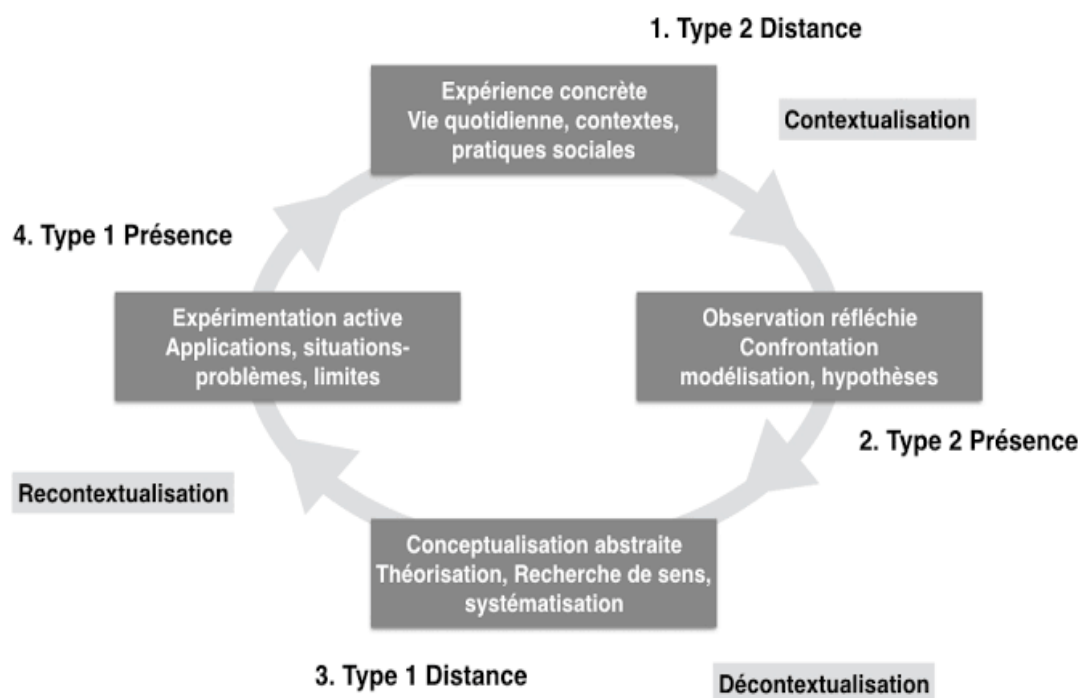 1. Type 2 Distance
Expérience concrète
Vie quotidienne, contextes,
pratiques sociales
Contextualisation
4. Type 1 Présence
Expérimentation active
Applications, situations-
problèmes, limites
Observation réfléchie
Confrontation
modélisation, hypothèses
2. Type 2 Présence
Recontextualisation
Conceptualisation abstraite
Théorisation, Recherche de sens,
systématisation
3. Type 1 Distance
Décontextualisation